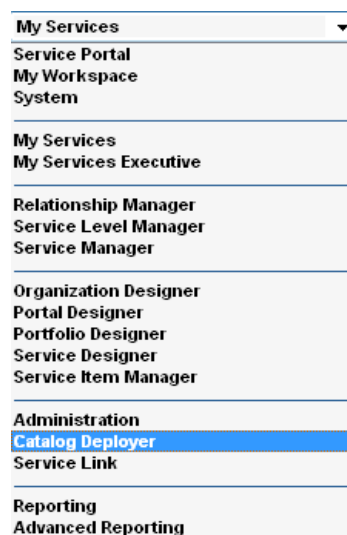 My Services
Service Portal
My Workspace
System
My Services
My Services Executive
Relationship Manager
Service Level Manager
Service Manager
Organization Designer
Portal Designer
Portfolio Designer
Service Designer
Service Item Manager
Administration
Catalog Deployer
Service Link
Reporting
Advanced Reporting